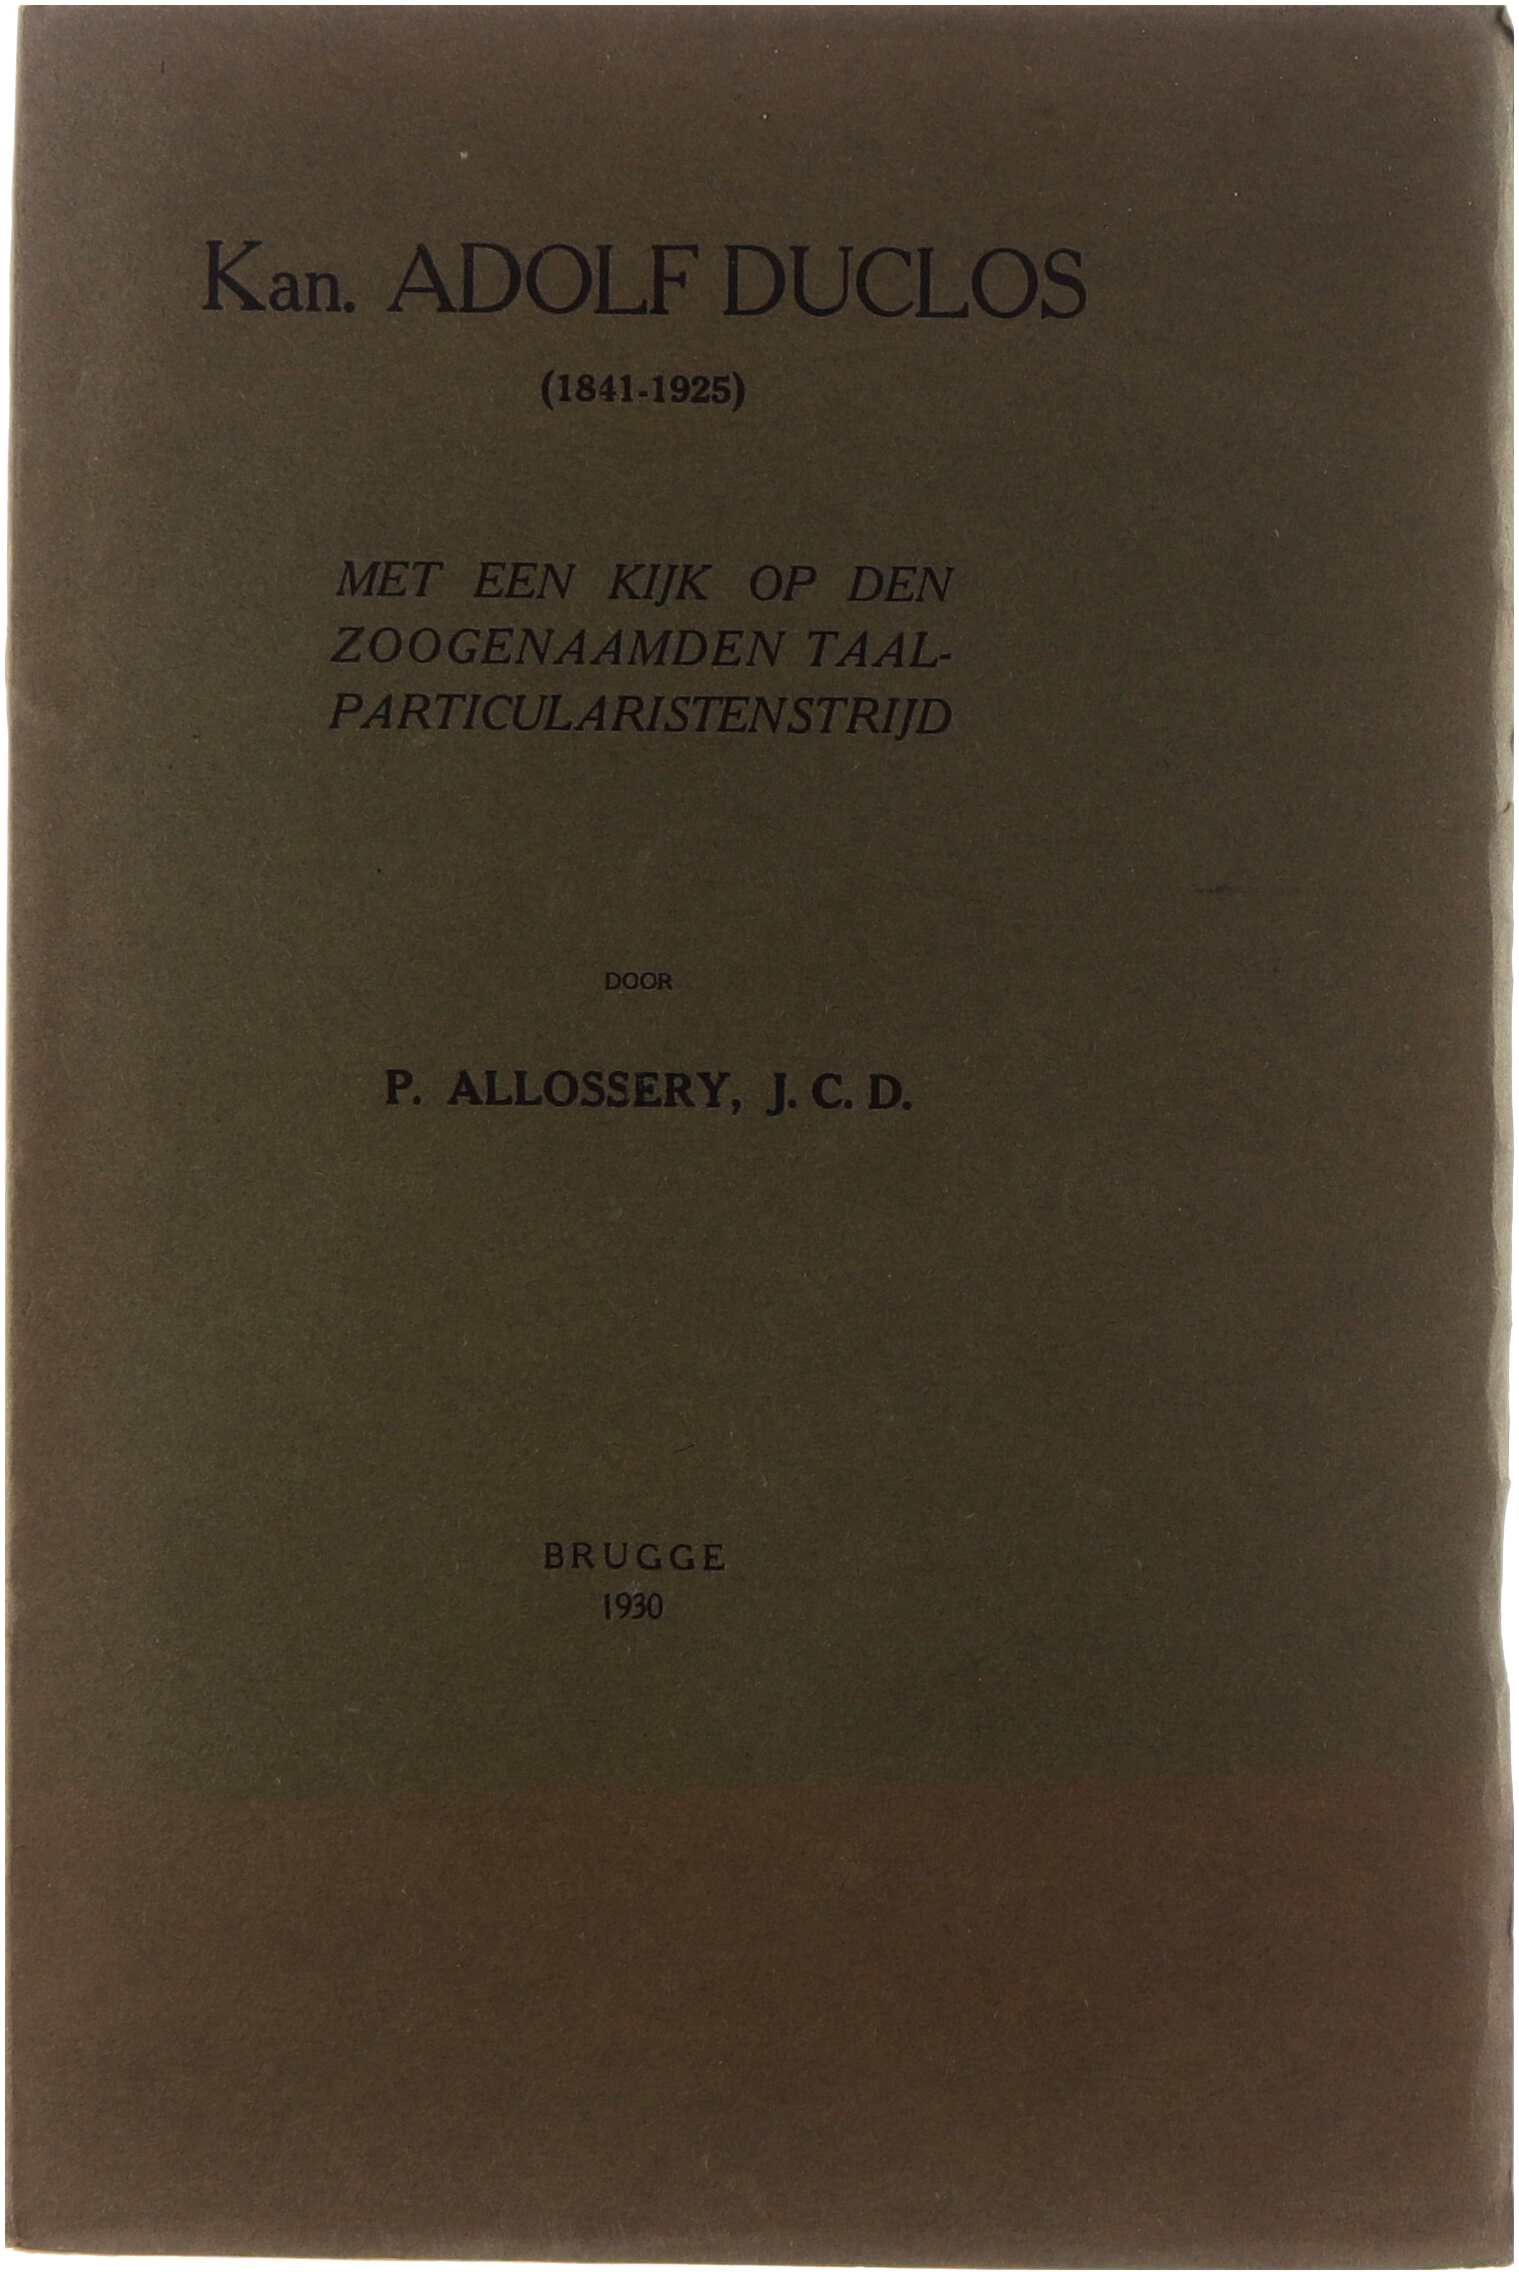 Kan. ADOLF DUCLOS
(1841-1925)
MET EEN KIJK OP DEN
ZOOGENAAMDEN TAAL-
PARTICULARISTENSTRIJD
DOOR
P. ALLOSSERY, J. C. D.
BRUGGE
1930